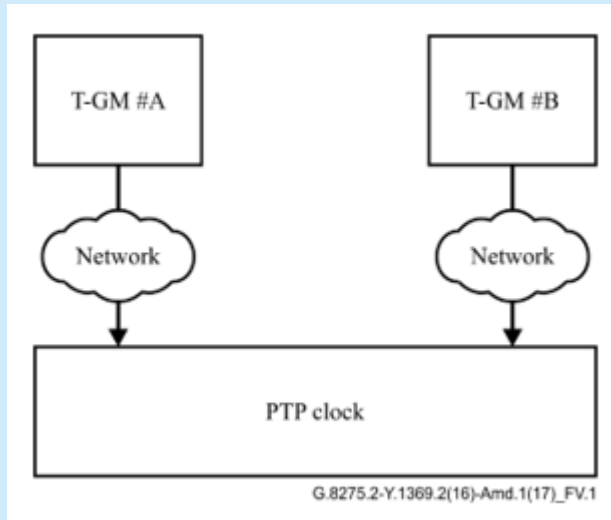 T-GM #A
T-GM #B
Network
Network
PTP clock
G.8275.2-Y.1369.2(16)-Amd.1(17)_FV.1